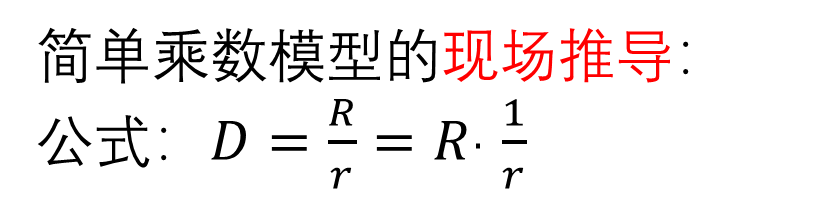 简单乘数模型的现场推导：
公式：D = R/r = R· 1/r